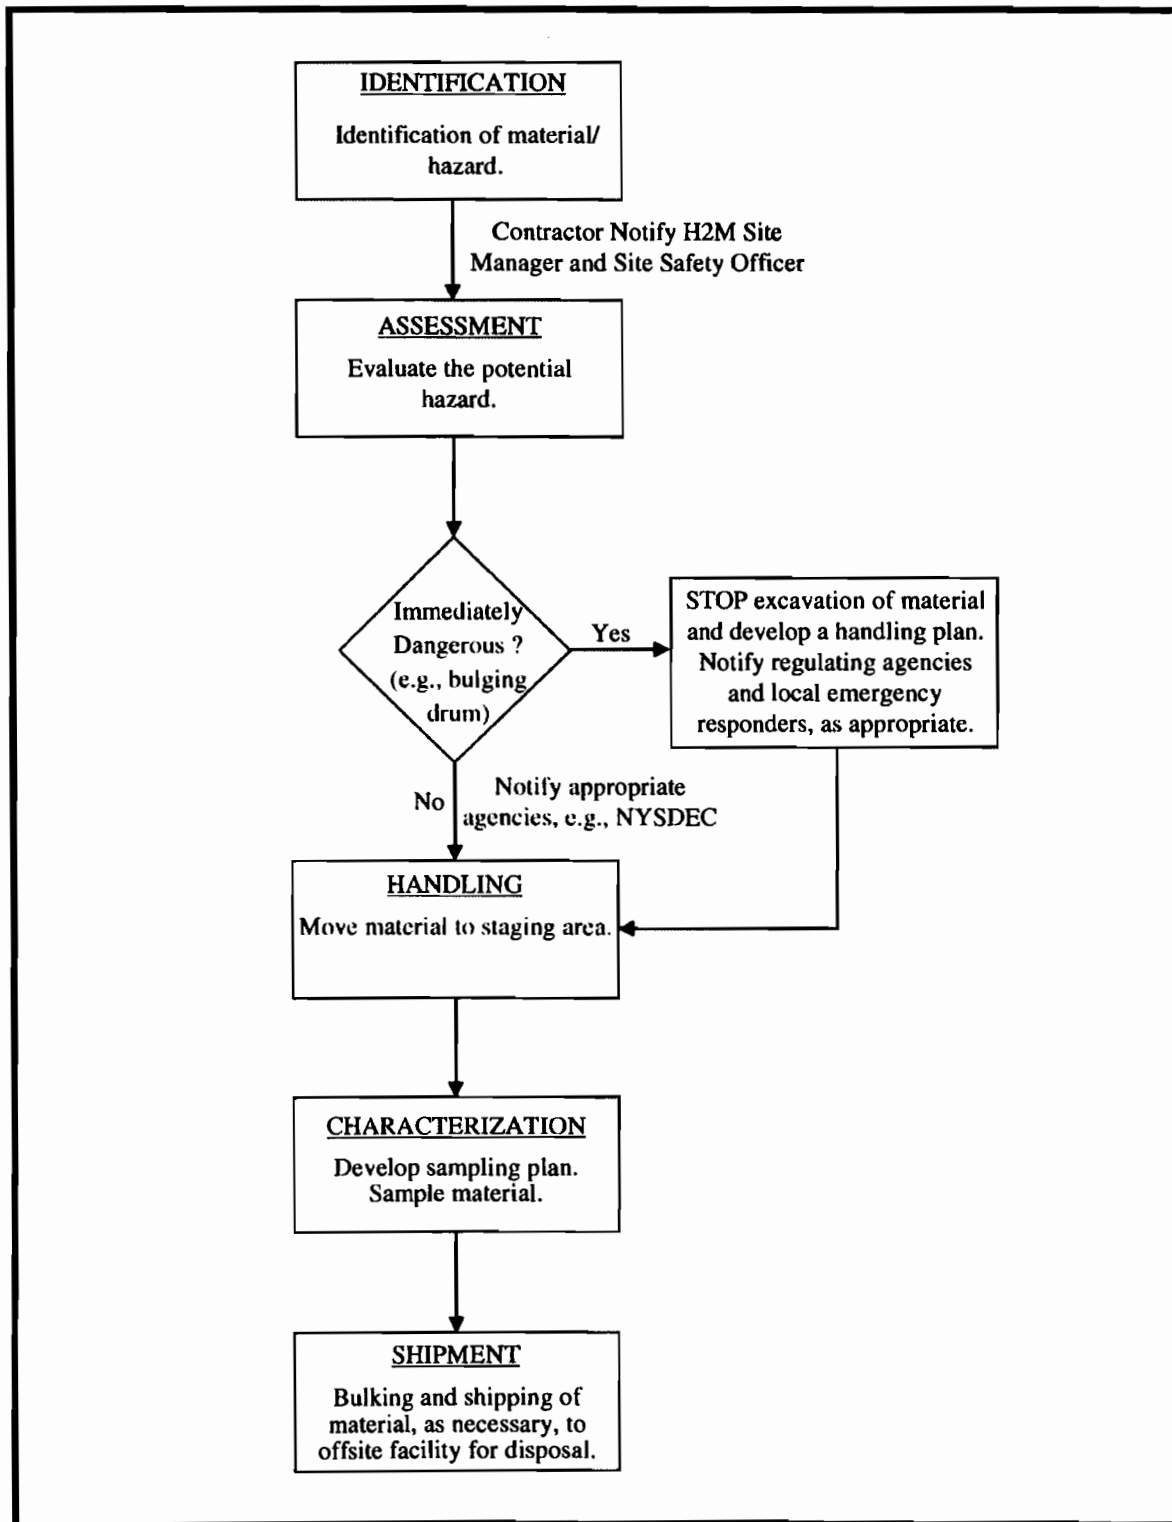 IDENTIFICATION
Identification of material/
hazard.
Contractor Notify H2M Site
Manager and Site Safety Officer
ASSESSMENT
Evaluate the potential
hazard.
Immediately
Dangerous ?
(e.g., bulging
drum)
Yes
STOP excavation of material
and develop a handling plan.
Notify regulating agencies
and local emergency
responders, as appropriate.
No
Notify appropriate
agencies, e.g., NYSDEC
HANDLING
Move material to staging area.
CHARACTERIZATION
Develop sampling plan.
Sample material.
SHIPMENT
Bulking and shipping of
material, as necessary, to
offsite facility for disposal.